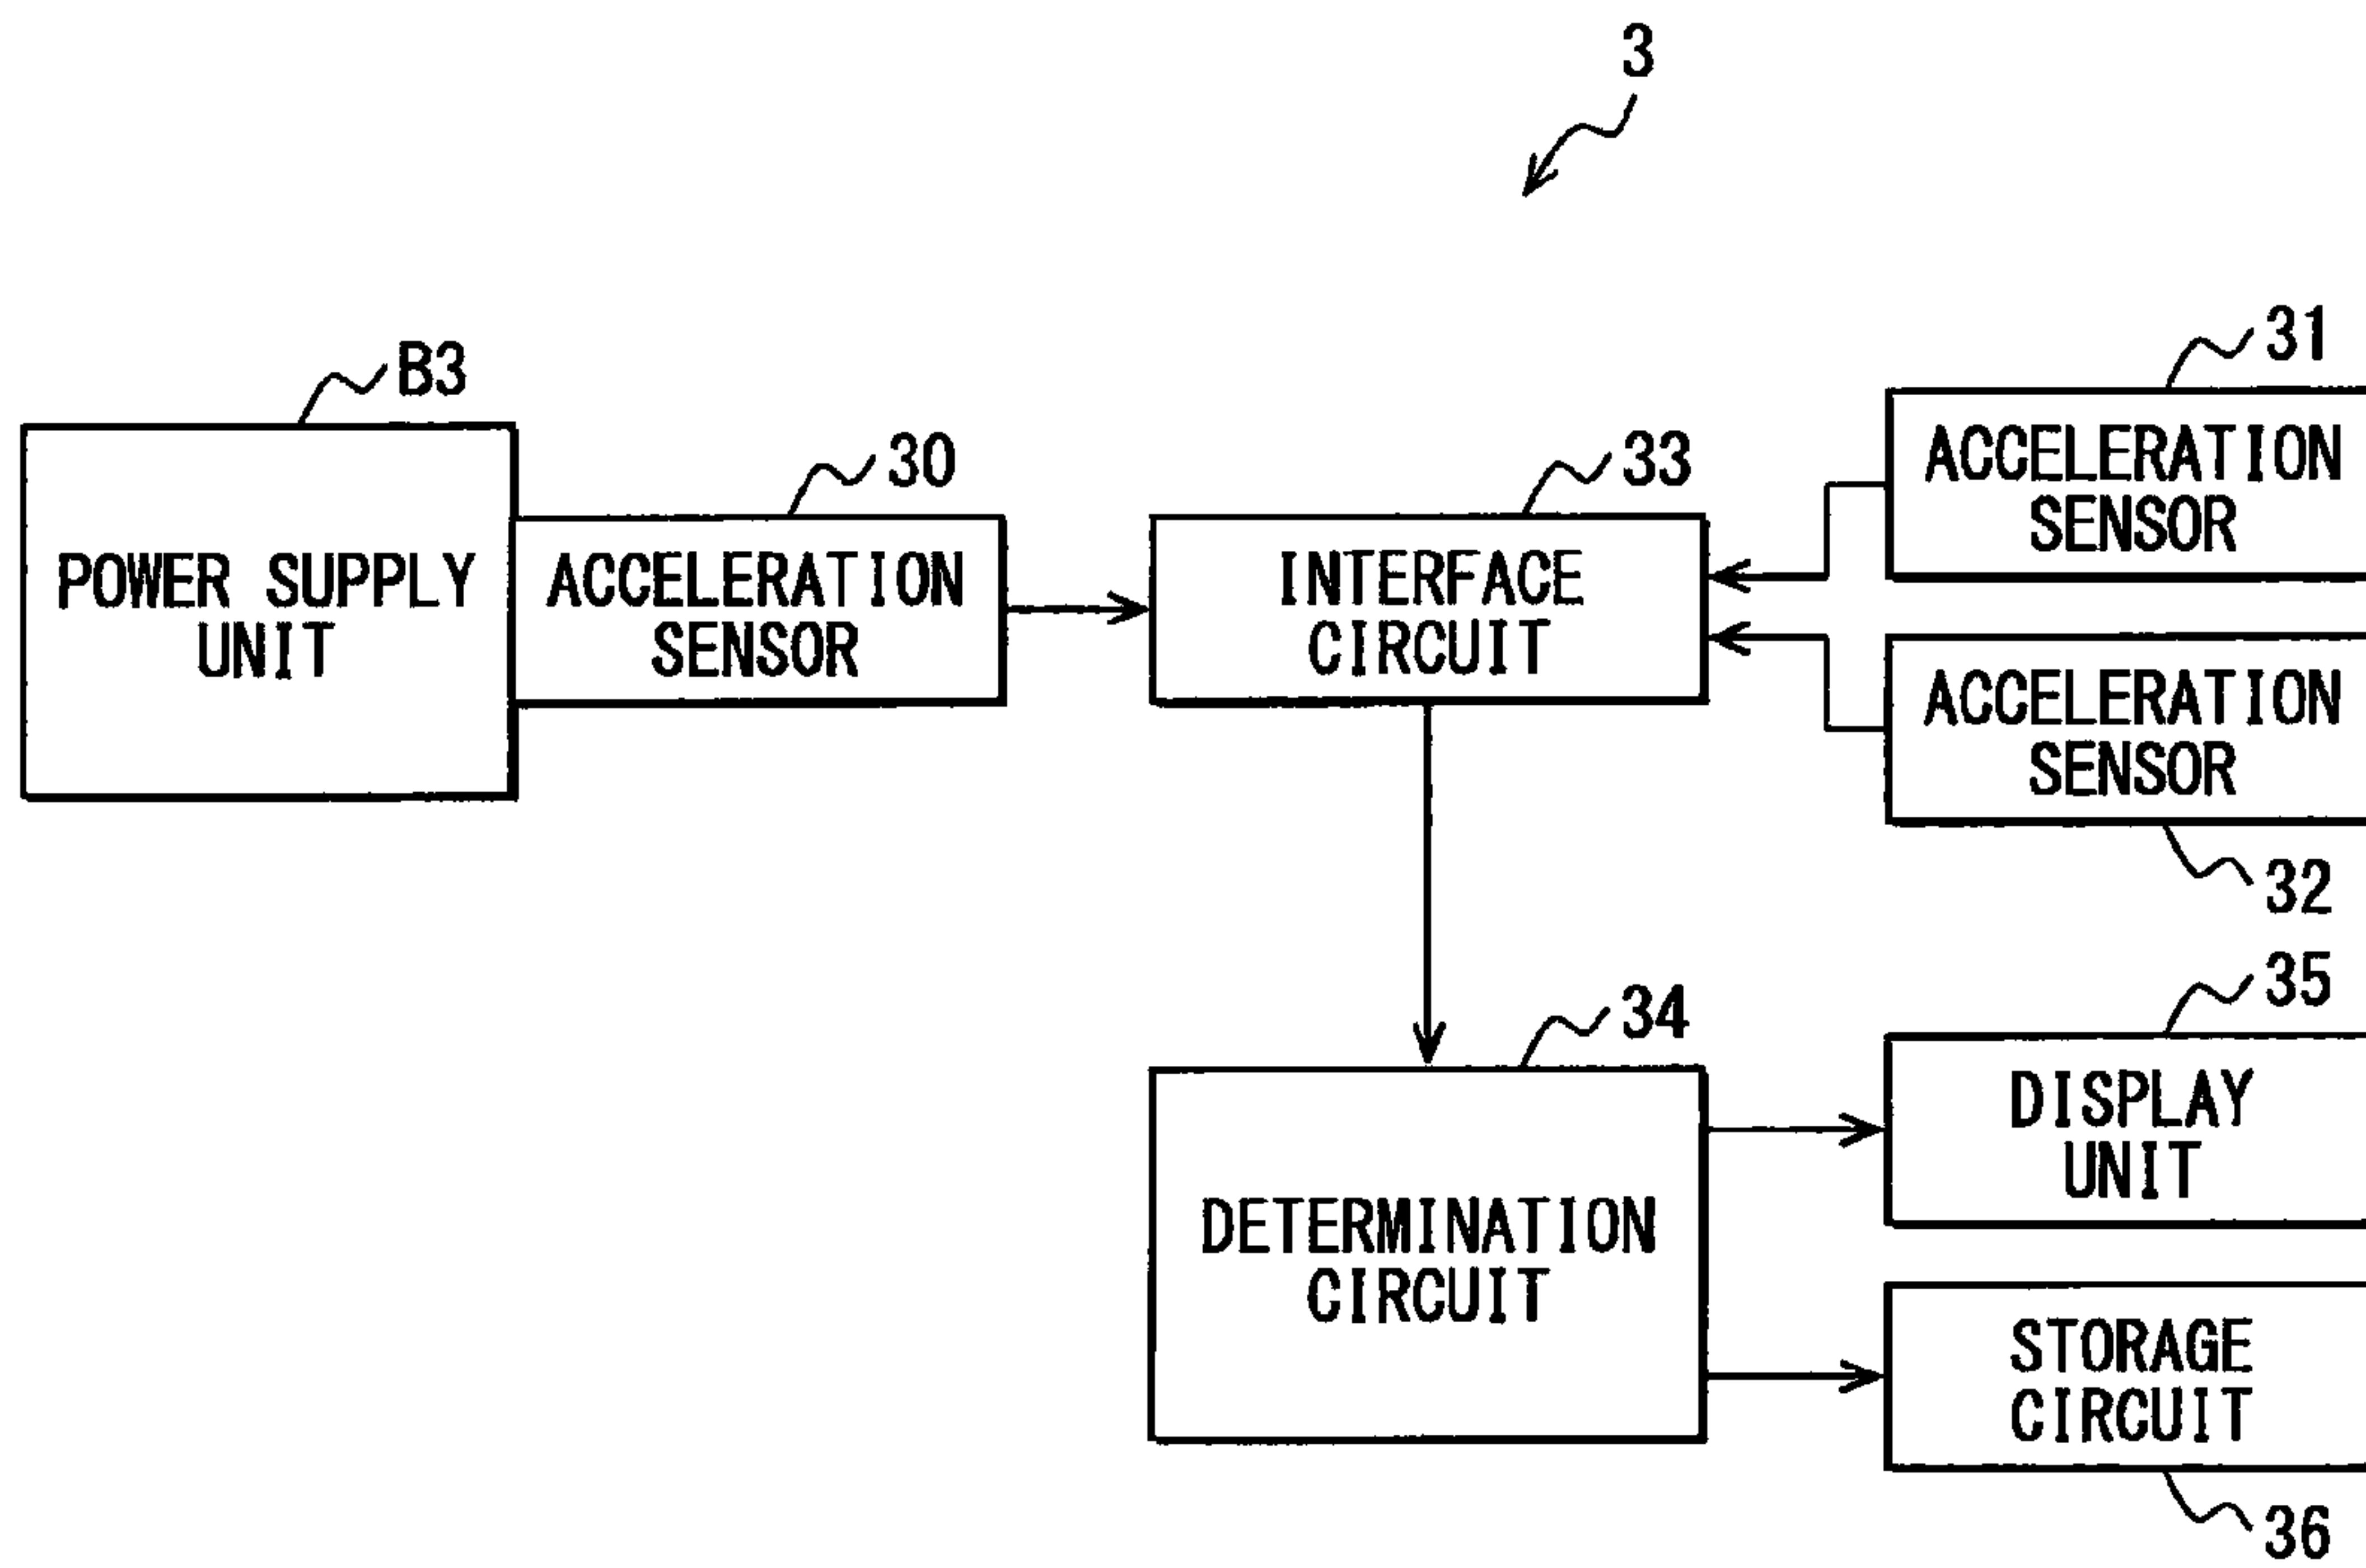 3
B3
POWER SUPPLY
UNIT
30
ACCELERATION
SENSOR
33
INTERFACE
CIRCUIT
31
ACCELERATION
SENSOR
ACCELERATION
SENSOR
32
34
DETERMINATION
CIRCUIT
35
DISPLAY
UNIT
STORAGE
CIRCUIT
36